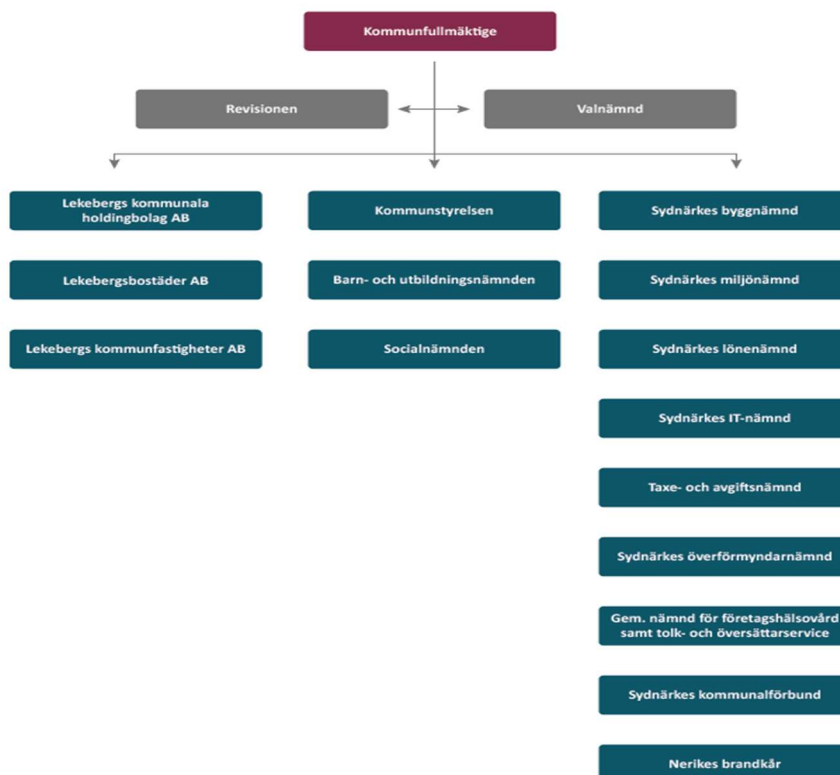 Kommunfullmäktige
Revisionen
Valnämnd
Lekebergs kommunala
holdingbolag AB
Lekebergsbostäder AB
Lekebergs kommunfastigheter AB
Kommunstyrelsen
Barn- och utbildningsnämnden
Socialnämnden
Sydnärkes byggnämnd
Sydnärkes miljönämnd
Sydnärkes lönenämnd
Sydnärkes IT-nämnd
Taxe- och avgiftsnämnd
Sydnärkes överförmyndarnämnd
Gem. nämnd för företagshälsovård
samt tolk- och översättarservice
Sydnärkes kommunalförbund
Nerikes brandkår